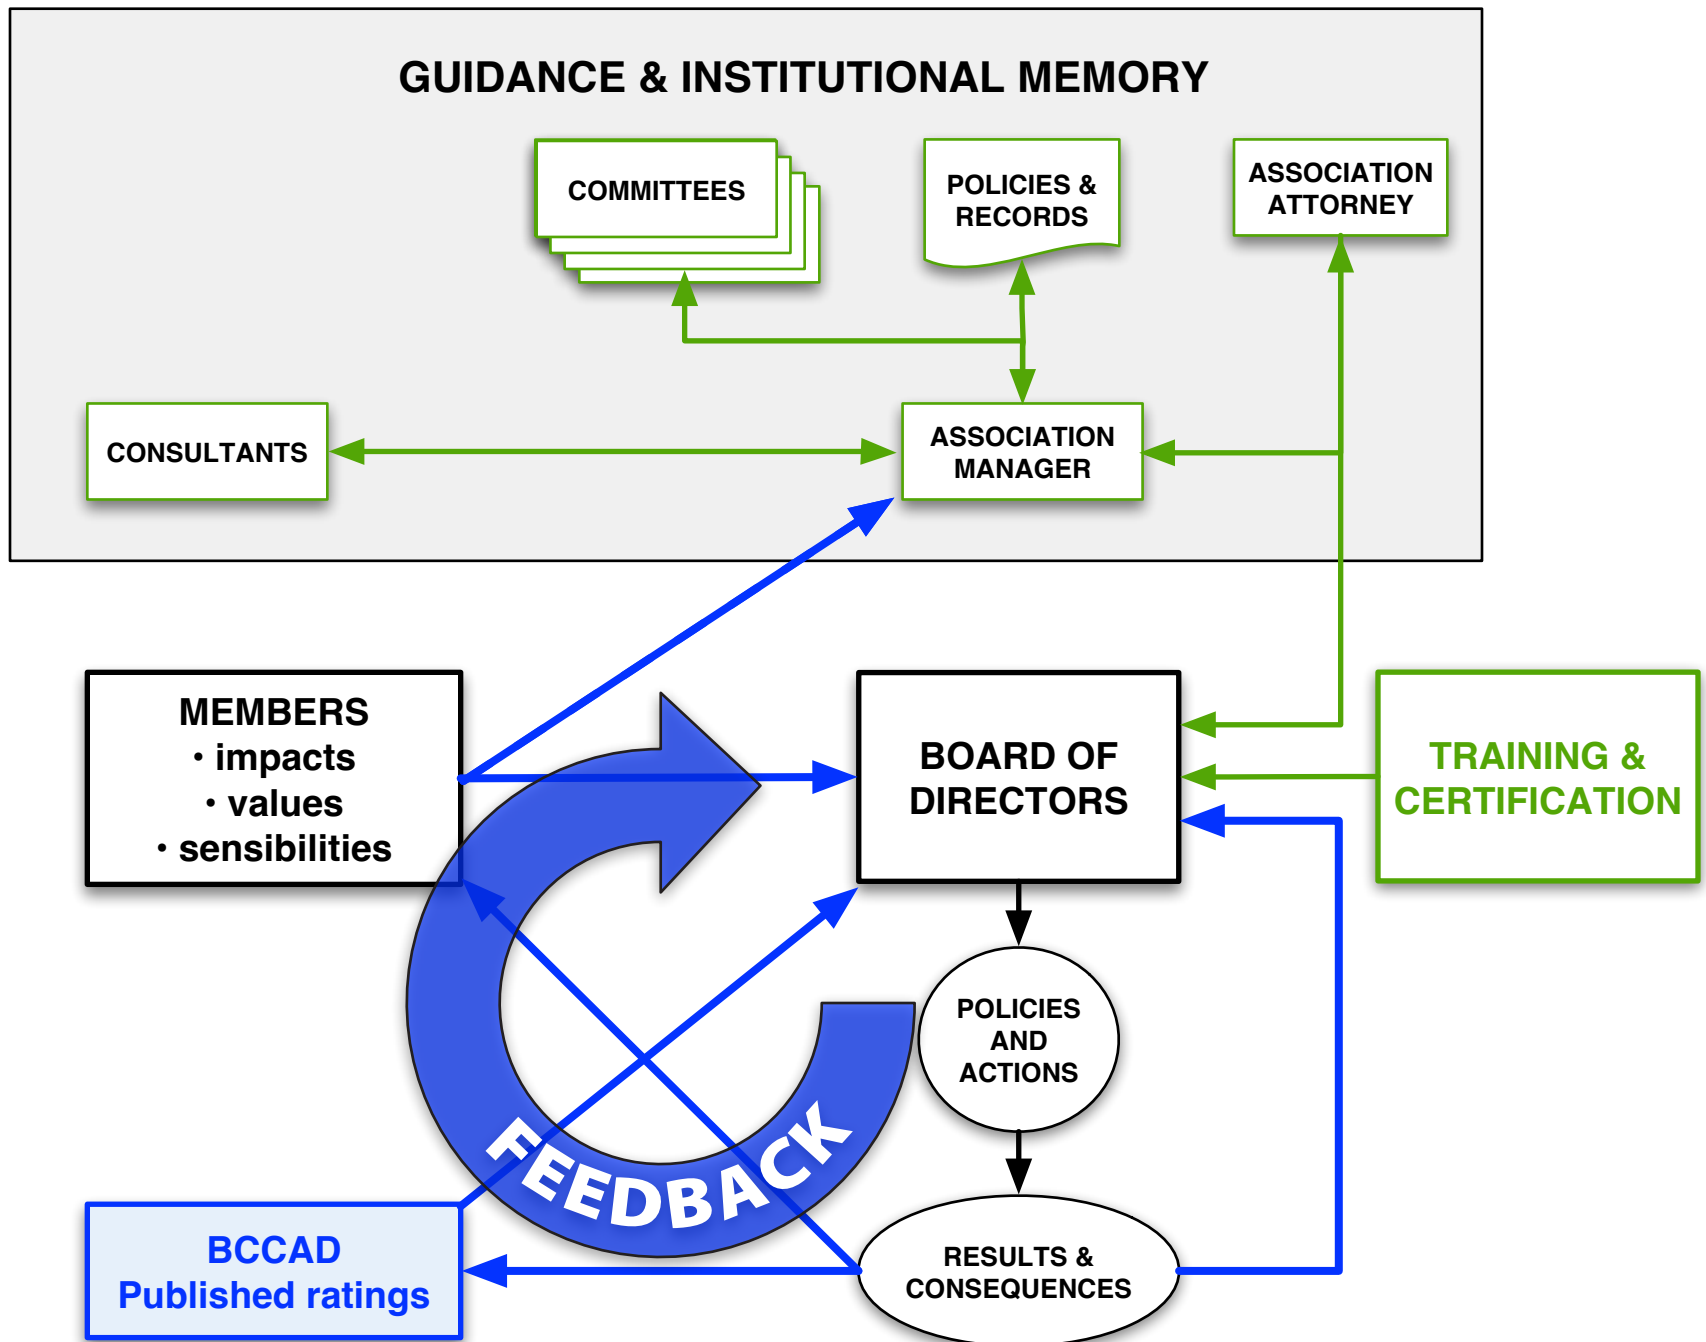 GUIDANCE & INSTITUTIONAL MEMORY
COMMITTEES
POLICIES &
RECORDS
ASSOCIATION
ATTORNEY
CONSULTANTS
ASSOCIATION
MANAGER
MEMBERS
• impacts
• values
• sensibilities
BOARD OF
DIRECTORS
TRAINING &
CERTIFICATION
POLICIES
AND
ACTIONS
FEEDBACK
BCCAD
Published ratings
RESULTS &
CONSEQUENCES